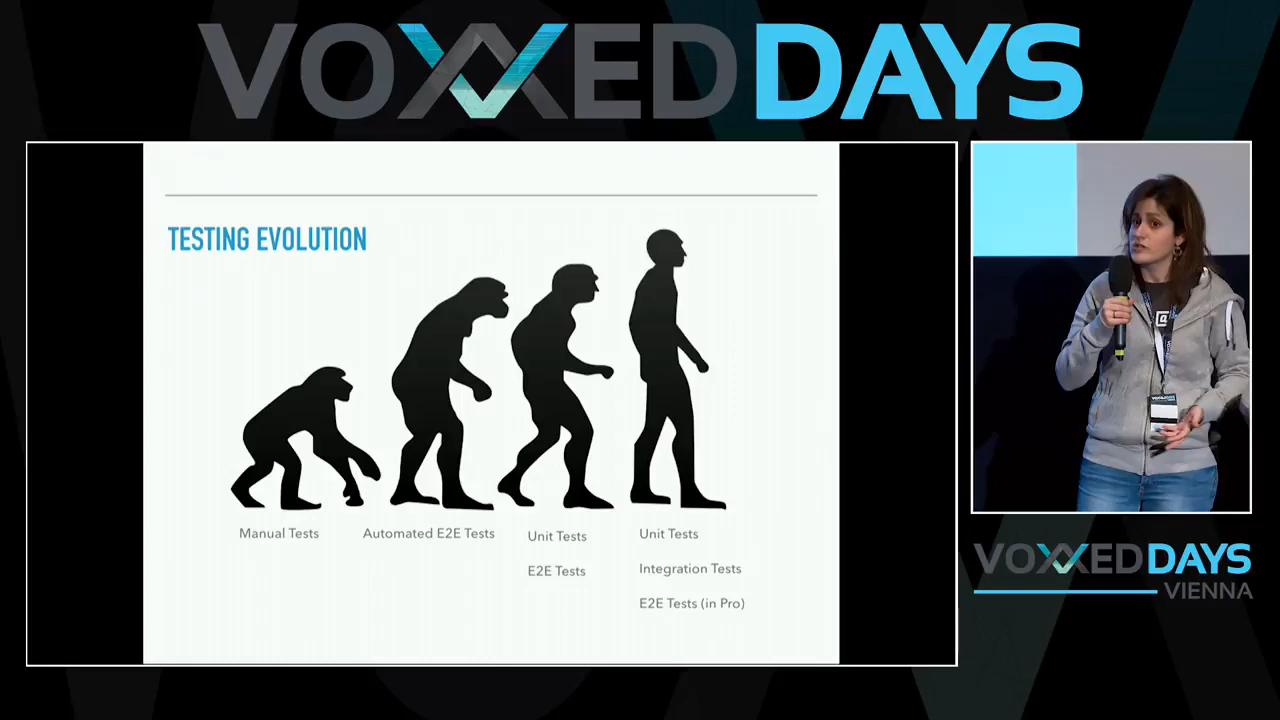 VOXXED DAYS
TESTING EVOLUTION
Manual Tests
Automated E2E Tests
Unit Tests
E2E Tests
Unit Tests
Integration Tests
E2E Tests (in Pro)
VOXXED DAYS
VIENNA